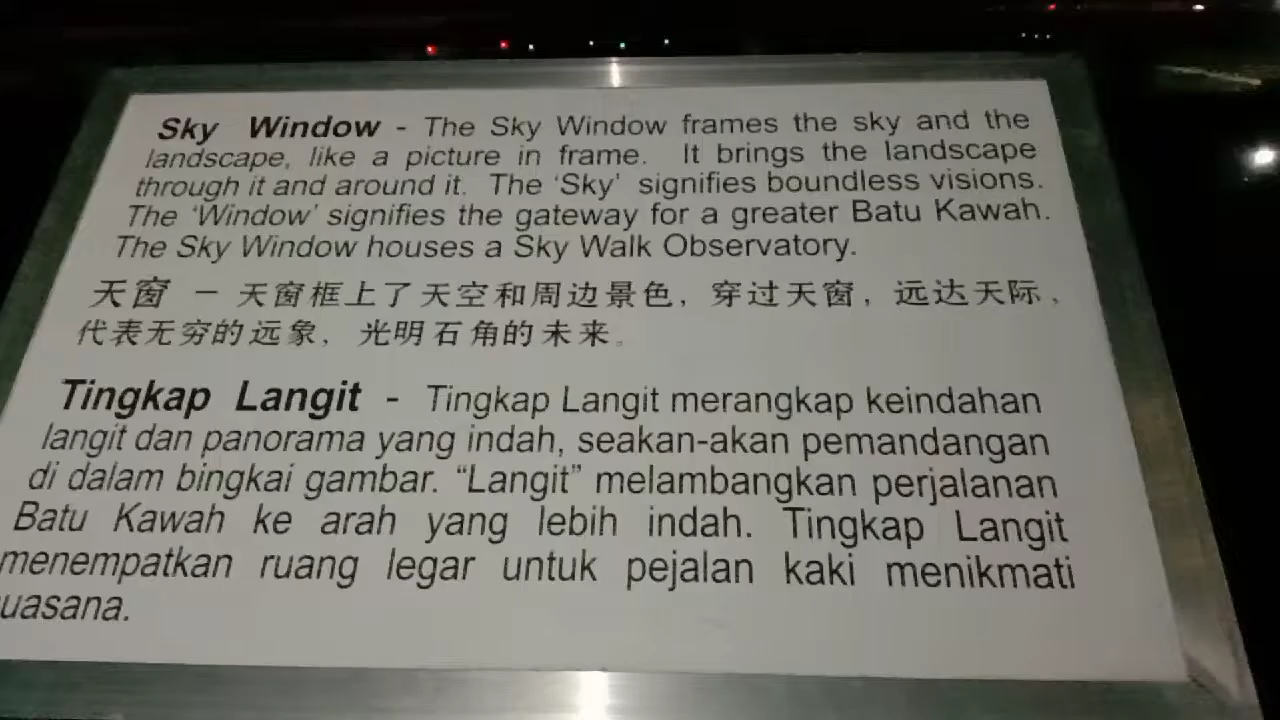 Sky Window - The Sky Window frames the sky and the
landscape, like a picture in frame. It brings the landscape
through it and around it. The ‘Sky’ signifies boundless visions.
The ‘Window’ signifies the gateway for a greater Batu Kawah.
The Sky Window houses a Sky Walk Observatory.
天窗 － 天窗框上了天空和周边景色，穿过天窗，远达天际，
代表无穷的远象，光明石角的未来。
Tingkap Langit - Tingkap Langit merangkap keindahan
langit dan panorama yang indah, seakan-akan pemandangan
di dalam bingkai gambar. “Langit” melambangkan perjalanan
Batu Kawah ke arah yang lebih indah. Tingkap Langit
menempatkan ruang legar untuk pejalan kaki menikmati
uasana.